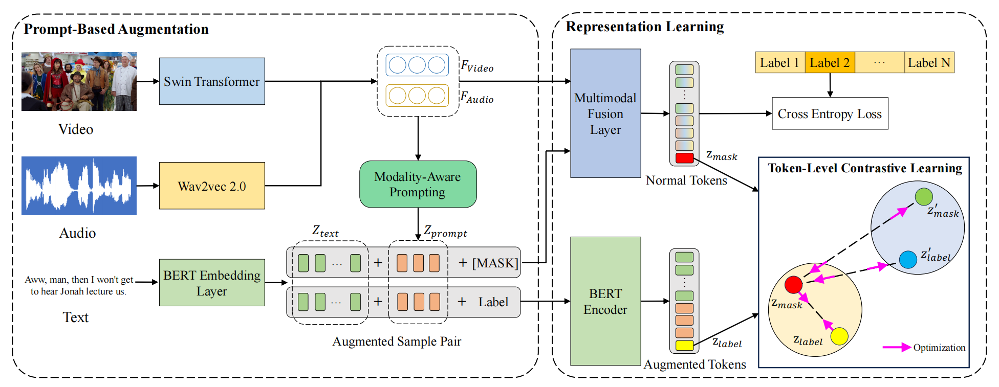 Prompt-Based Augmentation
Video
Swin Transformer
F_Video
F_Audio
Audio
Wav2vec 2.0
Modality-Aware
Prompting
Aww, man, then I won't get
to hear Jonah lecture us.
Text
BERT Embedding
Layer
Z_text
Z_prompt
... + + [MASK]
... + + Label
Augmented Sample Pair
Representation Learning
Multimodal
Fusion
Layer
Normal Tokens
Label 1 Label 2 ... Label N
Cross Entropy Loss
z_mask
BERT
Encoder
Augmented Tokens
z_label
Token-Level Contrastive Learning
z'_mask
z'_label
z_mask
z_label
Optimization